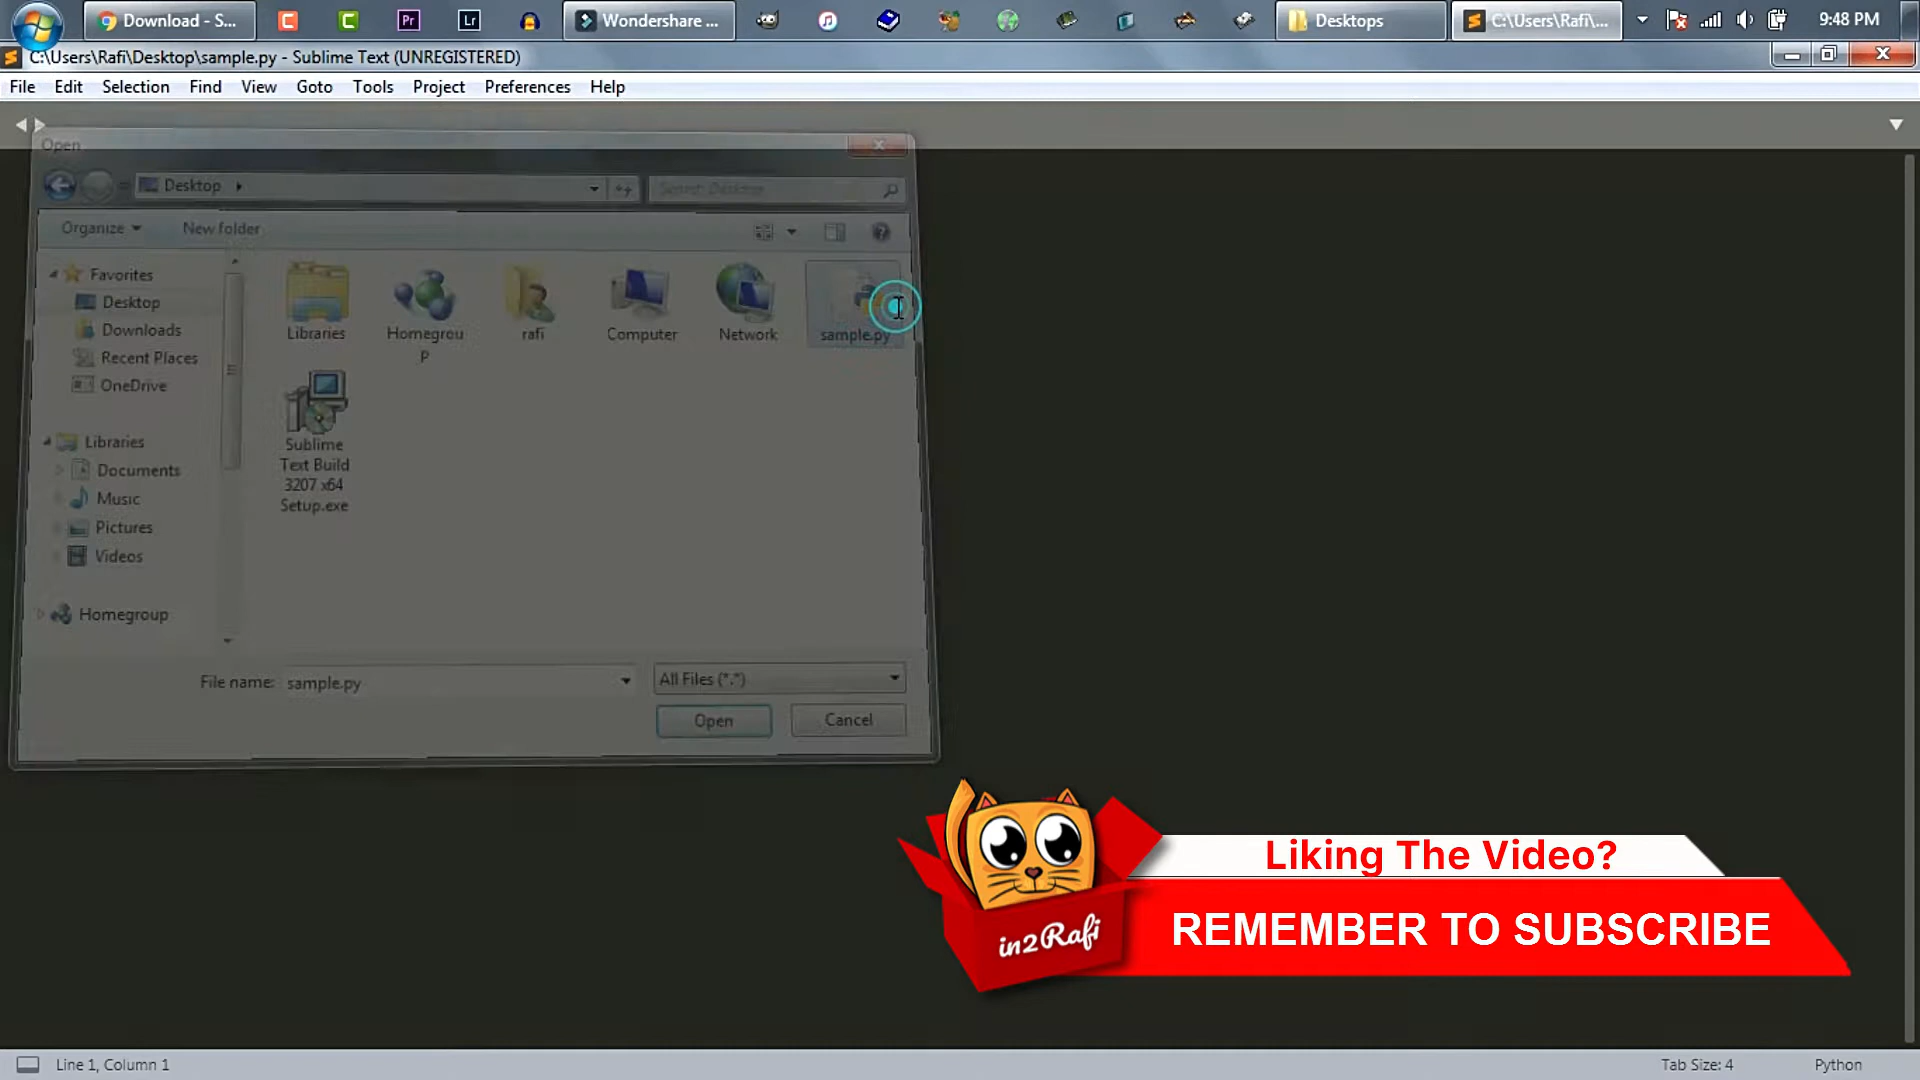 Download - S...
Wondershare ...
Desktops
C:\Users\Rafi\...
9:48 PM
C:\Users\Rafi\Desktop\sample.py - Sublime Text (UNREGISTERED)
File Edit Selection Find View Goto Tools Project Preferences Help
Open
Desktop
Search Desktop
Organize New folder
Favorites
Desktop
Downloads
Recent Places
OneDrive
Libraries
Documents
Music
Pictures
Videos
Homegroup
Libraries
Homegrou
p
rafi
Computer
Network
sample.py
Sublime
Text Build
3207 x64
Setup.exe
File name: sample.py
All Files (*.*)
Open Cancel
Liking The Video?
REMEMBER TO SUBSCRIBE
in2Rafi
Line 1, Column 1
Tab Size: 4
Python